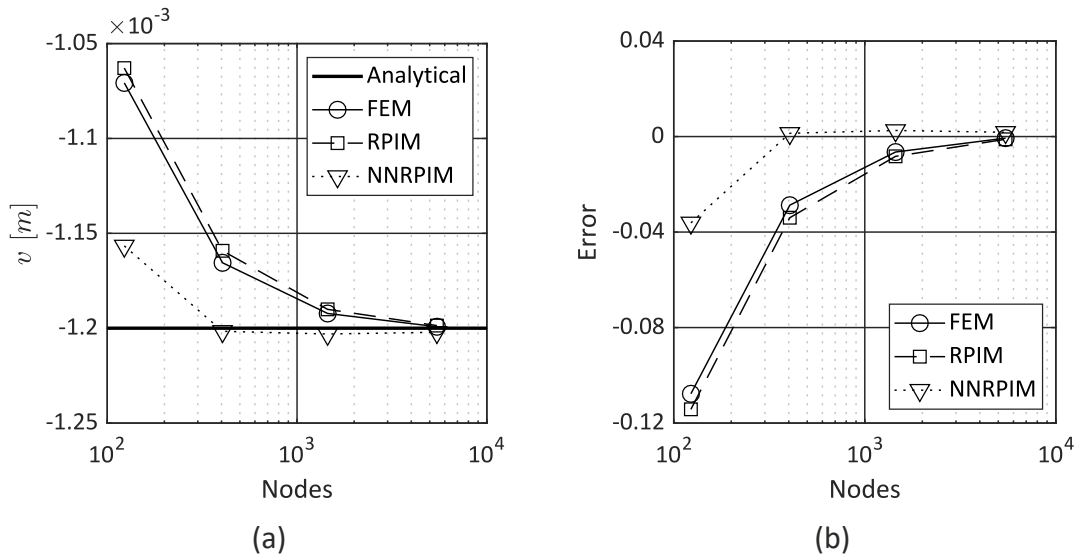 × 10⁻³
-1.05
-1.1
-1.15
-1.2
-1.25
v [m]
10² 10³ 10⁴
Nodes
Analytical
FEM
RPIM
NNRPIM
(a)
0.04
0
-0.04
-0.08
-0.12
Error
10² 10³ 10⁴
Nodes
FEM
RPIM
NNRPIM
(b)